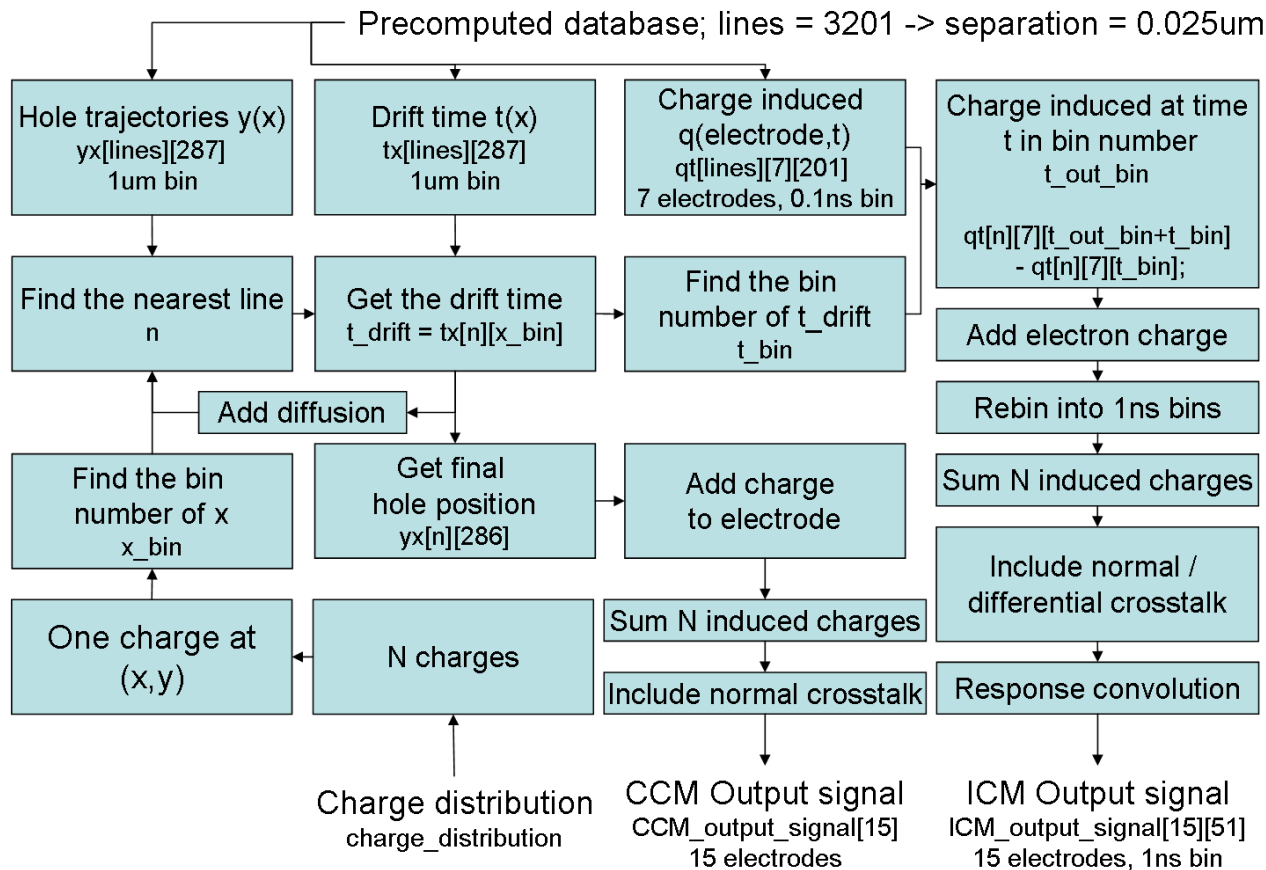 Precomputed database; lines = 3201 -> separation = 0.025um
Hole trajectories y(x)
yx[lines][287]
1um bin
Drift time t(x)
tx[lines][287]
1um bin
Charge induced
q(electrode,t)
qt[lines][7][201]
7 electrodes, 0.1ns bin
Charge induced at time
t in bin number
t_out_bin
qt[n][7][t_out_bin+t_bin]
- qt[n][7][t_bin];
Find the nearest line
n
Get the drift time
t_drift = tx[n][x_bin]
Find the bin
number of t_drift
t_bin
Add electron charge
Add diffusion
Rebin into 1ns bins
Find the bin
number of x
x_bin
Get final
hole position
yx[n][286]
Add charge
to electrode
Sum N induced charges
Include normal /
differential crosstalk
One charge at
(x,y)
N charges
Sum N induced charges
Include normal crosstalk
Response convolution
Charge distribution
charge_distribution
CCM Output signal
CCM_output_signal[15]
15 electrodes
ICM Output signal
ICM_output_signal[15][51]
15 electrodes, 1ns bin